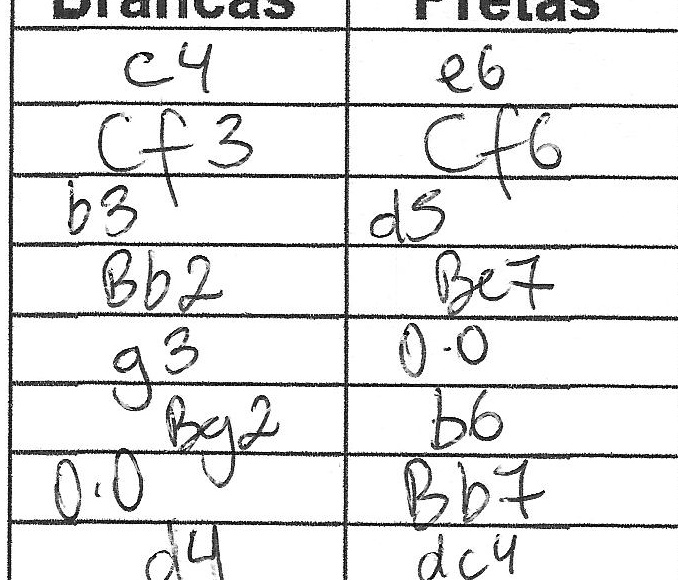 Brancas Pretas
c4 e6
Cf3 Cf6
b3 d5
Bb2 Be7
g3 0-0
Bg2 b6
0.0 Bb7
d4 dc4